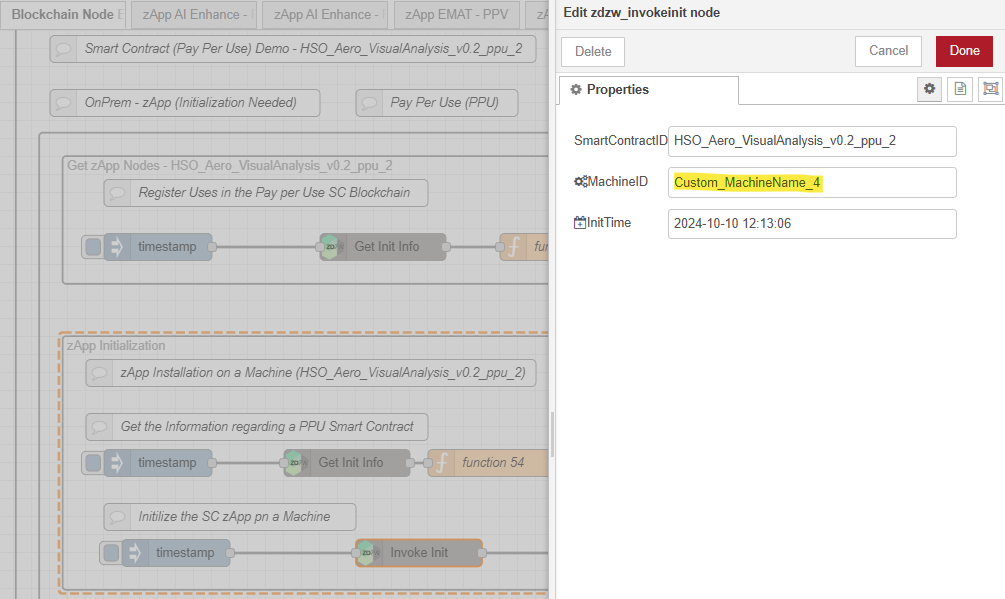 Blockchain Node
zApp AI Enhance -
zApp AI Enhance -
zApp EMAT - PPV
Edit zdzw_invokeinit node
Delete
Cancel
Done
Properties
SmartContractID
HSO_Aero_VisualAnalysis_v0.2_ppu_2
MachineID
Custom_MachineName_4
InitTime
2024-10-10 12:13:06
Smart Contract (Pay Per Use) Demo - HSO_Aero_VisualAnalysis_v0.2_ppu_2
OnPrem - zApp (Initialization Needed)
Pay Per Use (PPU)
Get zApp Nodes - HSO_Aero_VisualAnalysis_v0.2_ppu_2
Register Uses in the Pay per Use SC Blockchain
timestamp
Get Init Info
zApp Initialization
zApp Installation on a Machine (HSO_Aero_VisualAnalysis_v0.2_ppu_2)
Get the Information regarding a PPU Smart Contract
timestamp
Get Init Info
function 54
Initilize the SC zApp pn a Machine
timestamp
Invoke Init